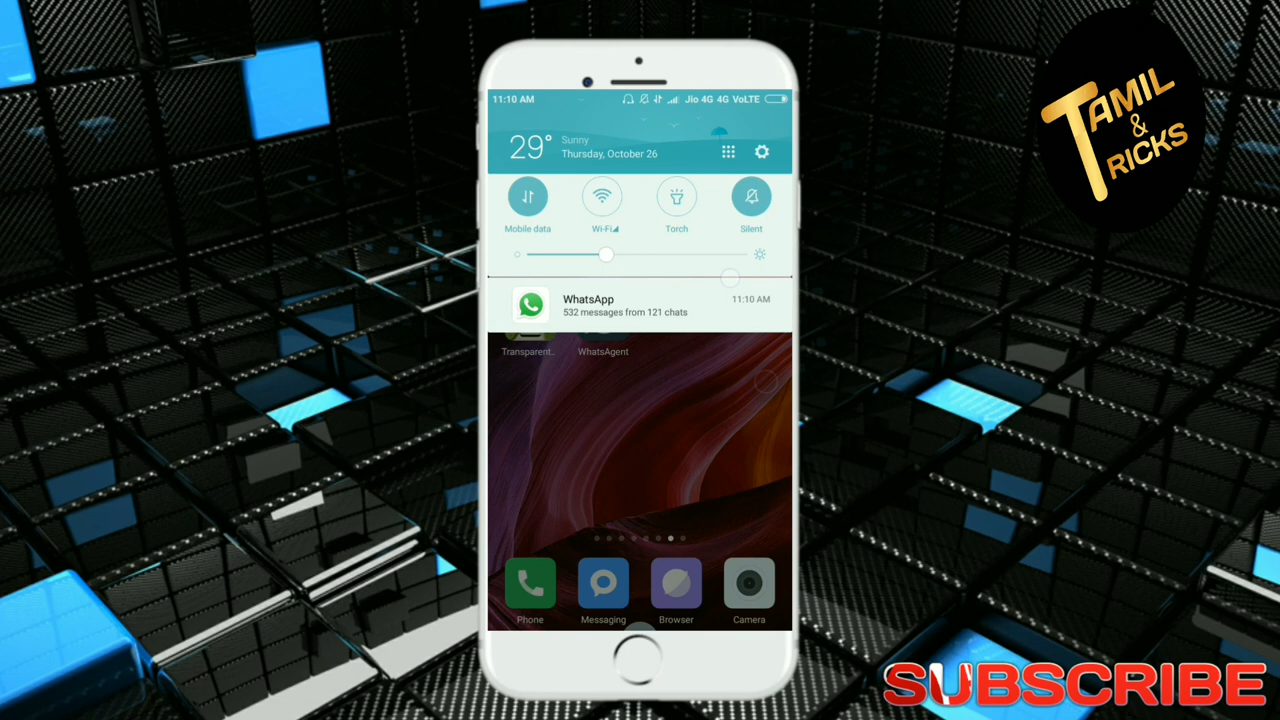 11:10 AM
Jio 4G 4G VoLTE
29°
Sunny
Thursday, October 26
Mobile data
Wi-Fi
Torch
Silent
WhatsApp
11:10 AM
532 messages from 121 chats
Transparent..
WhatsAgent
Phone
Messaging
Browser
Camera
TAMIL
&
TRICKS
SUBSCRIBE